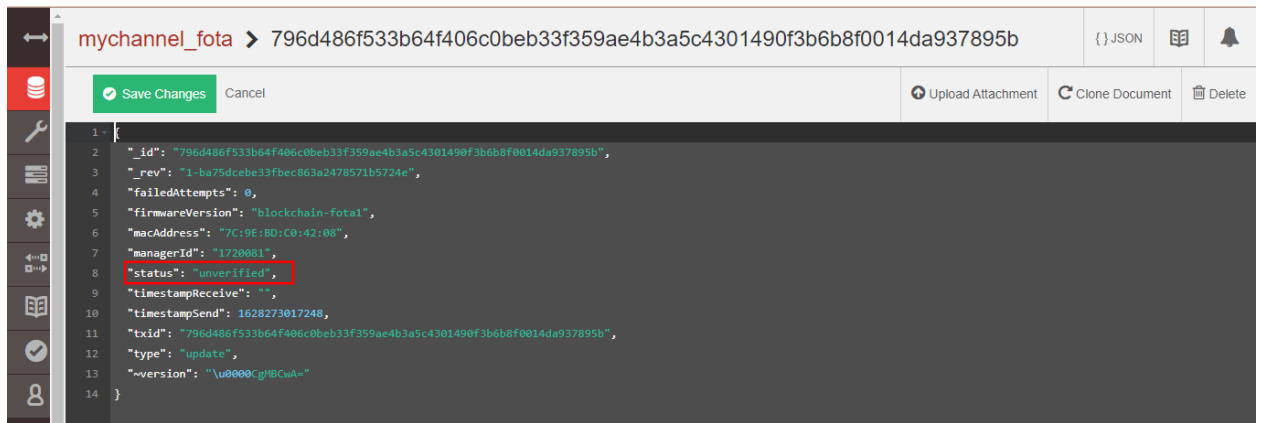 mychannel_fota > 796d486f533b64f406c0beb33f359ae4b3a5c4301490f3b6b8f0014da937895b
{ } JSON
Save Changes Cancel
Upload Attachment Clone Document Delete
1 {
2 "_id": "796d486f533b64f406c0beb33f359ae4b3a5c4301490f3b6b8f0014da937895b",
3 "_rev": "1-ba75dcebe33fbec863a2478571b5724e",
4 "failedAttempts": 0,
5 "firmwareVersion": "blockchain-fota1",
6 "macAddress": "7C:9E:BD:C0:42:08",
7 "managerId": "1720081",
8 "status": "unverified",
9 "timestampReceive": "",
10 "timestampSend": 1628273017248,
11 "txid": "796d486f533b64f406c0beb33f359ae4b3a5c4301490f3b6b8f0014da937895b",
12 "type": "update",
13 "~version": "\u0000CgMBCwA="
14 }